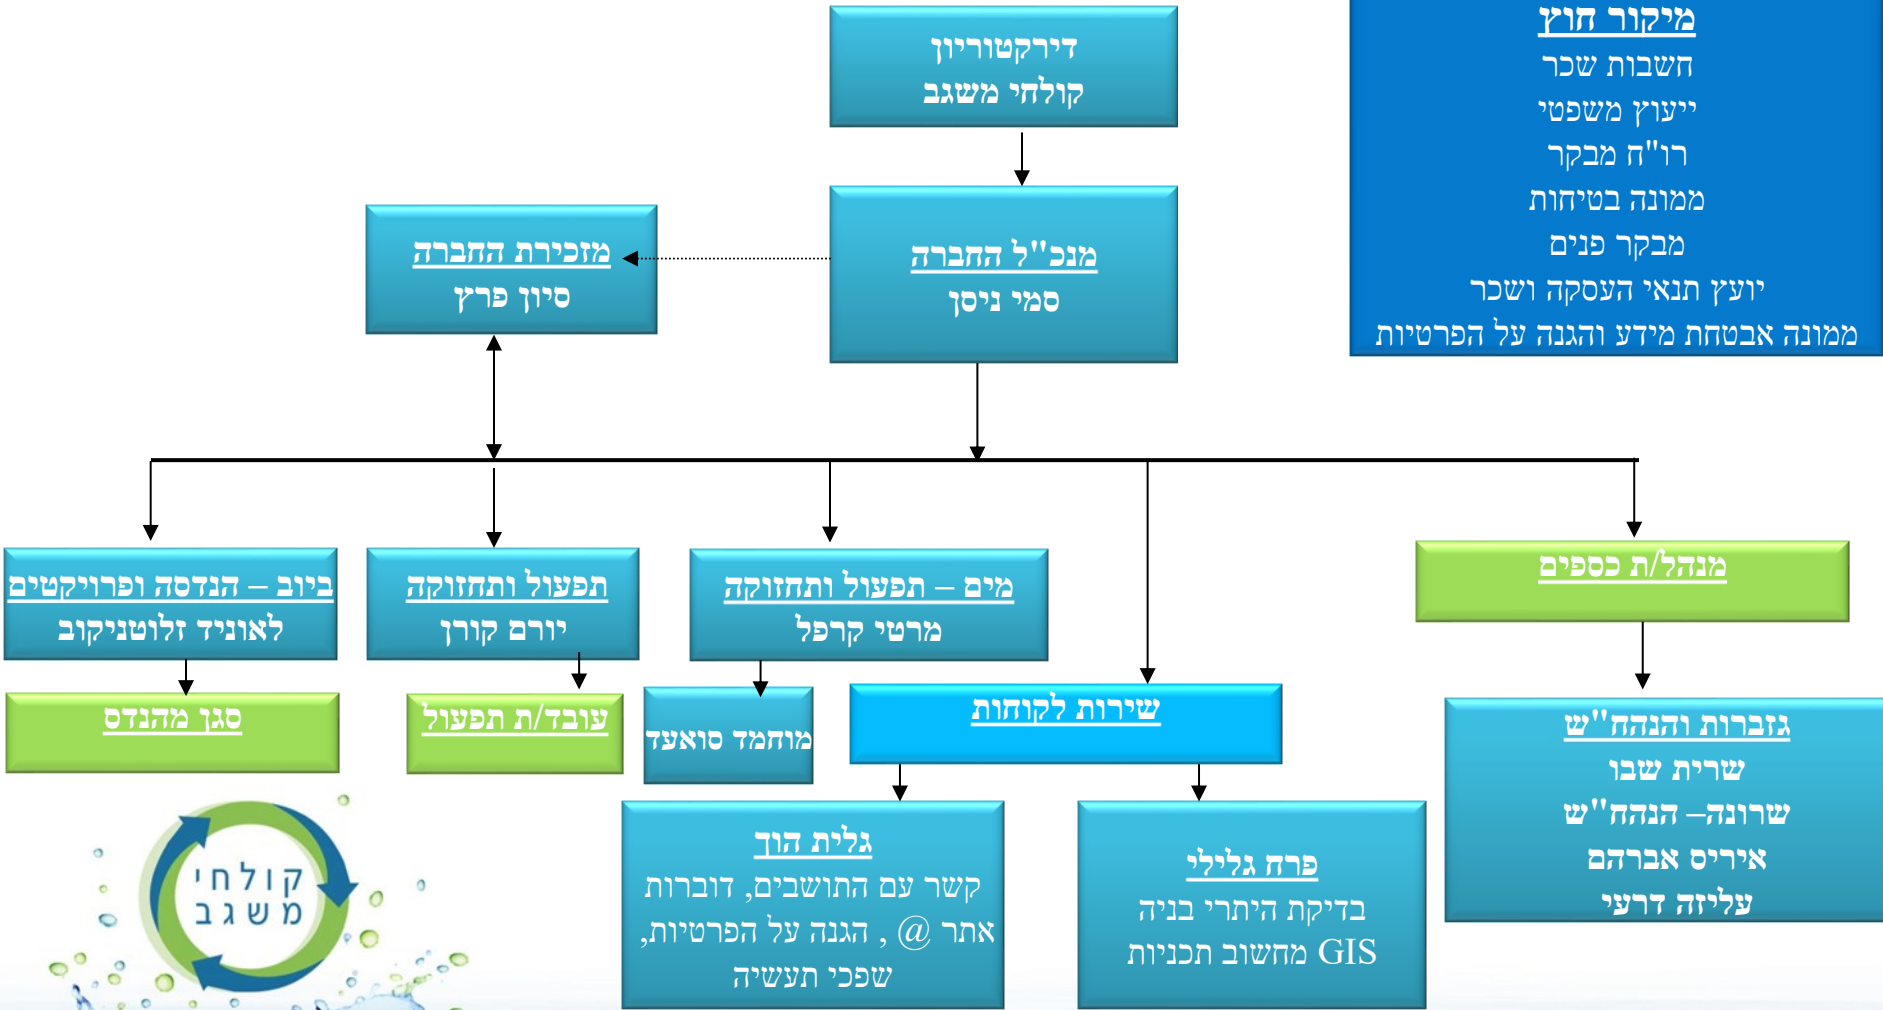 דירקטוריון
קולחי משגב
מיקור חוץ
חשבות שכר
ייעוץ משפטי
רו"ח מבקר
ממונה בטיחות
מבקר פנים
יועץ תנאי העסקה ושכר
ממונה אבטחת מידע והגנה על הפרטיות
מנכ"ל החברה
סמי ניסן
מזכירת החברה
סיון פרץ
מנהל/ת כספים
מים – תפעול ותחזוקה
מרטי קרפל
תפעול ותחזוקה
יורם קורן
ביוב – הנדסה ופרויקטים
לאוניד זלוטניקוב
גזברות והנהח"ש
שרית שבו
שרונה– הנהח"ש
איריס אברהם
עליזה דרעי
שירות לקוחות
מוחמד סואעד
עובד/ת תפעול
סגן מהנדס
פרח גלילי
בדיקת היתרי בניה
GIS מחשוב תכניות
גלית הוך
קשר עם התושבים, דוברות
אתר @ , הגנה על הפרטיות,
שפכי תעשיה
קולחי
משגב